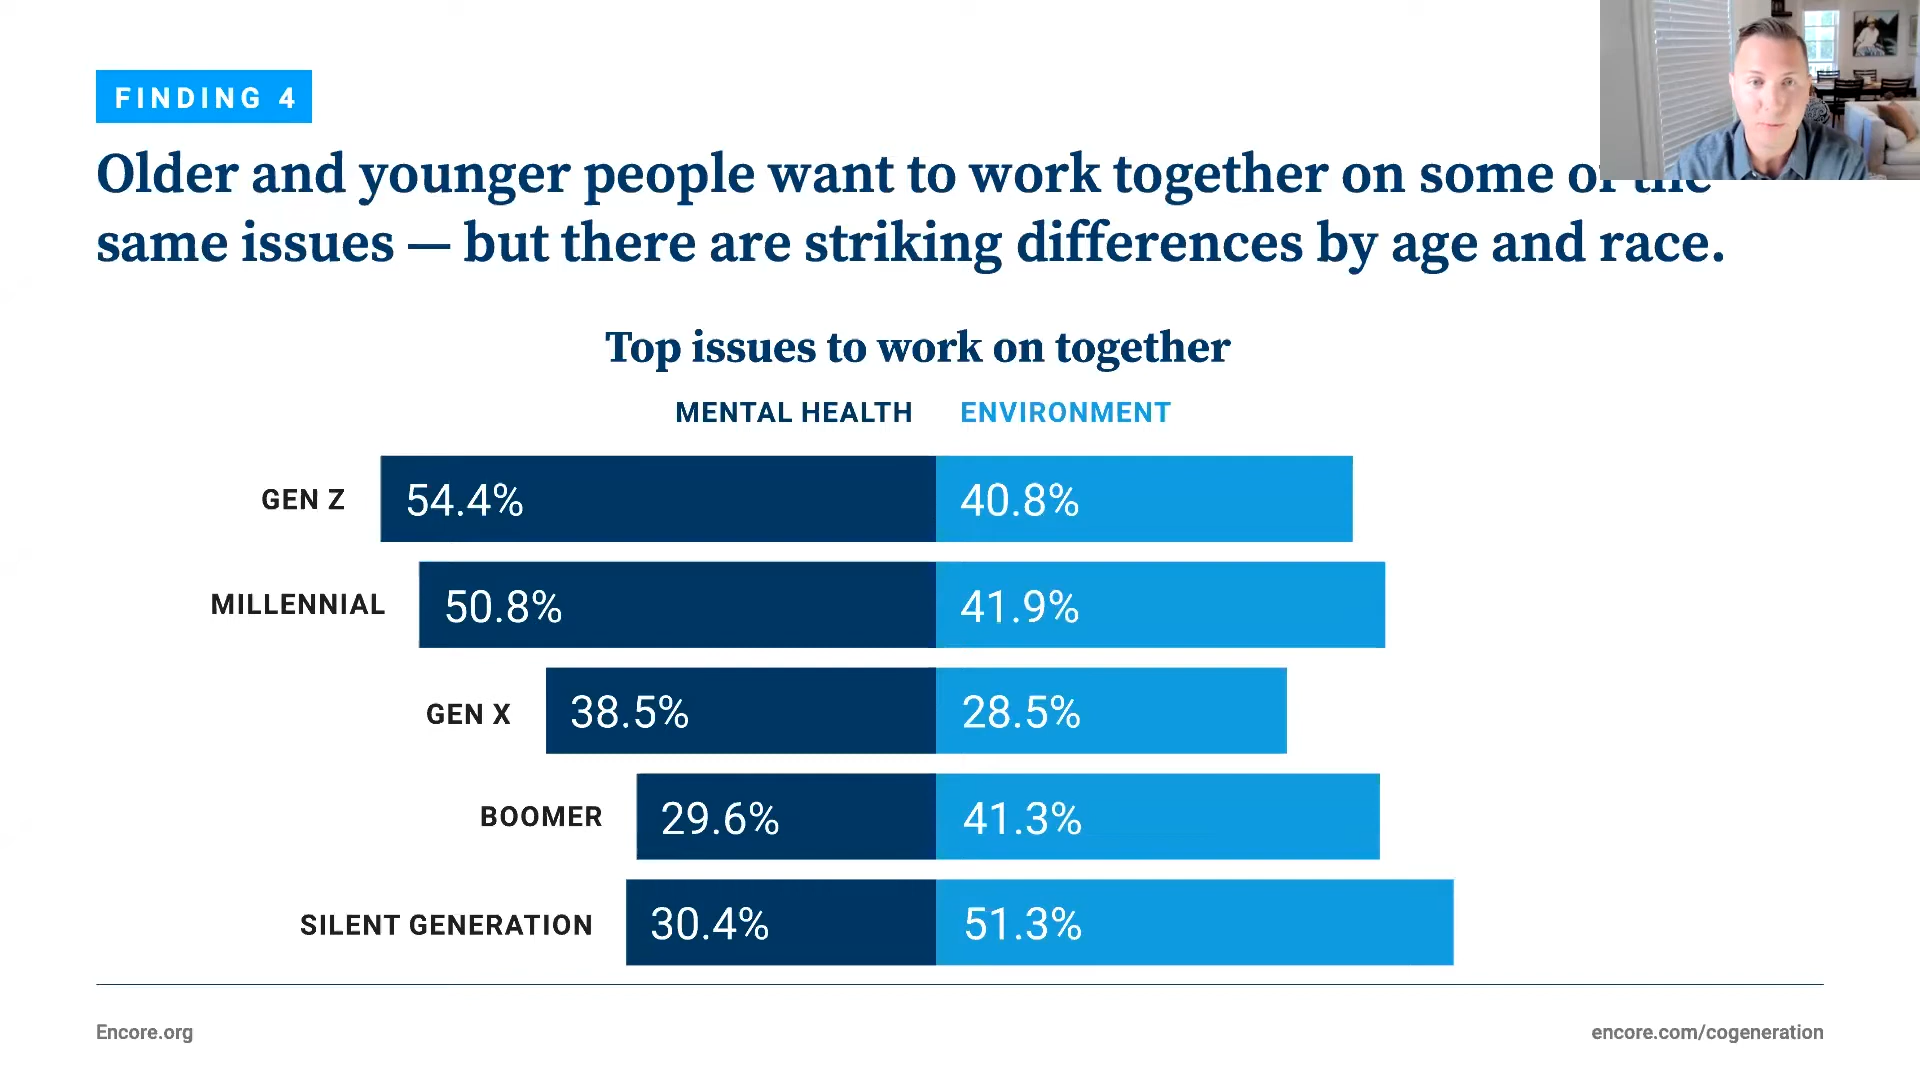 FINDING 4
Older and younger people want to work together on some of the
same issues — but there are striking differences by age and race.
Top issues to work on together
MENTAL HEALTH ENVIRONMENT
GEN Z 54.4% 40.8%
MILLENNIAL 50.8% 41.9%
GEN X 38.5% 28.5%
BOOMER 29.6% 41.3%
SILENT GENERATION 30.4% 51.3%
Encore.org encore.com/cogeneration